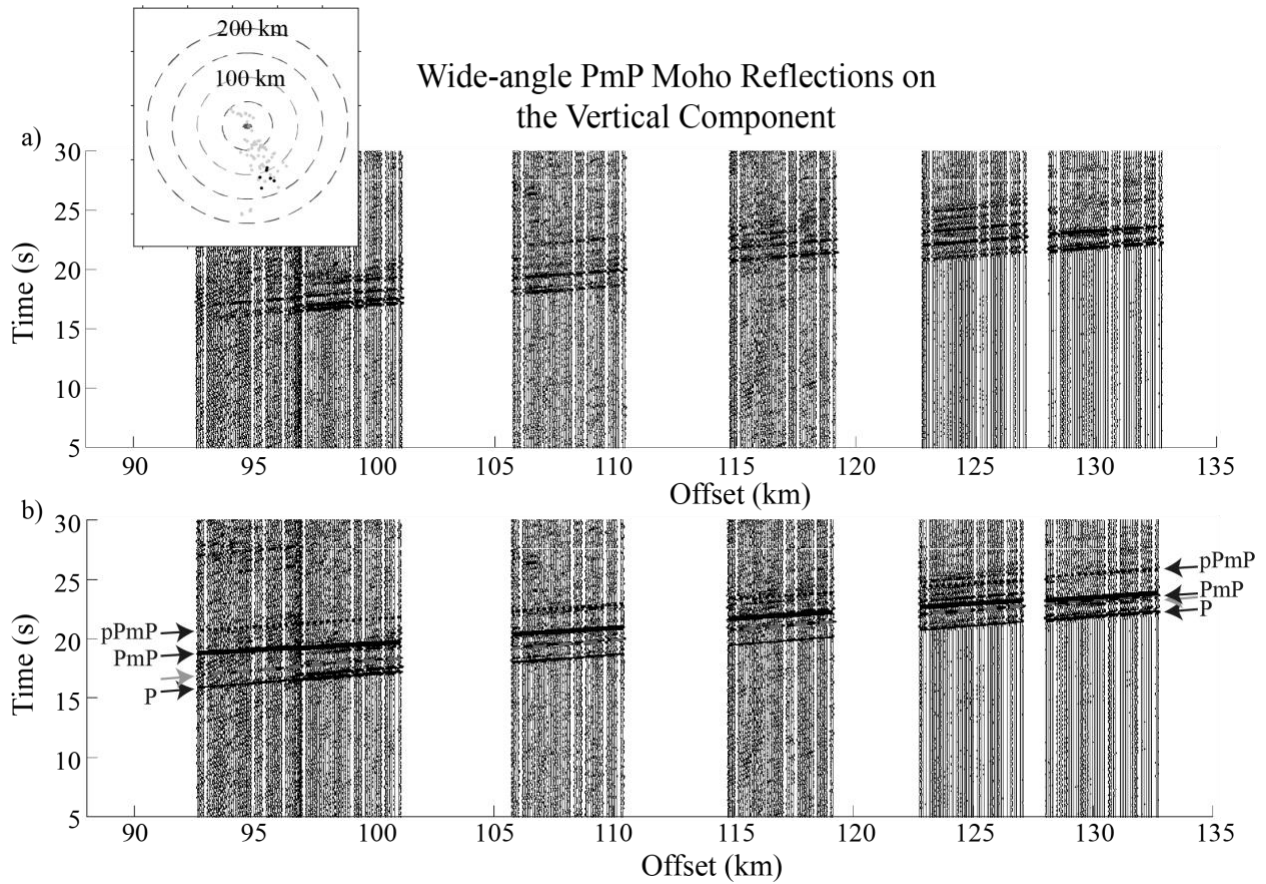 200 km
100 km
Wide-angle PmP Moho Reflections on
the Vertical Component
a)
30
25
20
15
10
5
Time (s)
90 95 100 105 110 115 120 125 130 135
Offset (km)
b)
30
25
20
15
10
5
Time (s)
pPmP
PmP
P
pPmP
PmP
P
90 95 100 105 110 115 120 125 130 135
Offset (km)